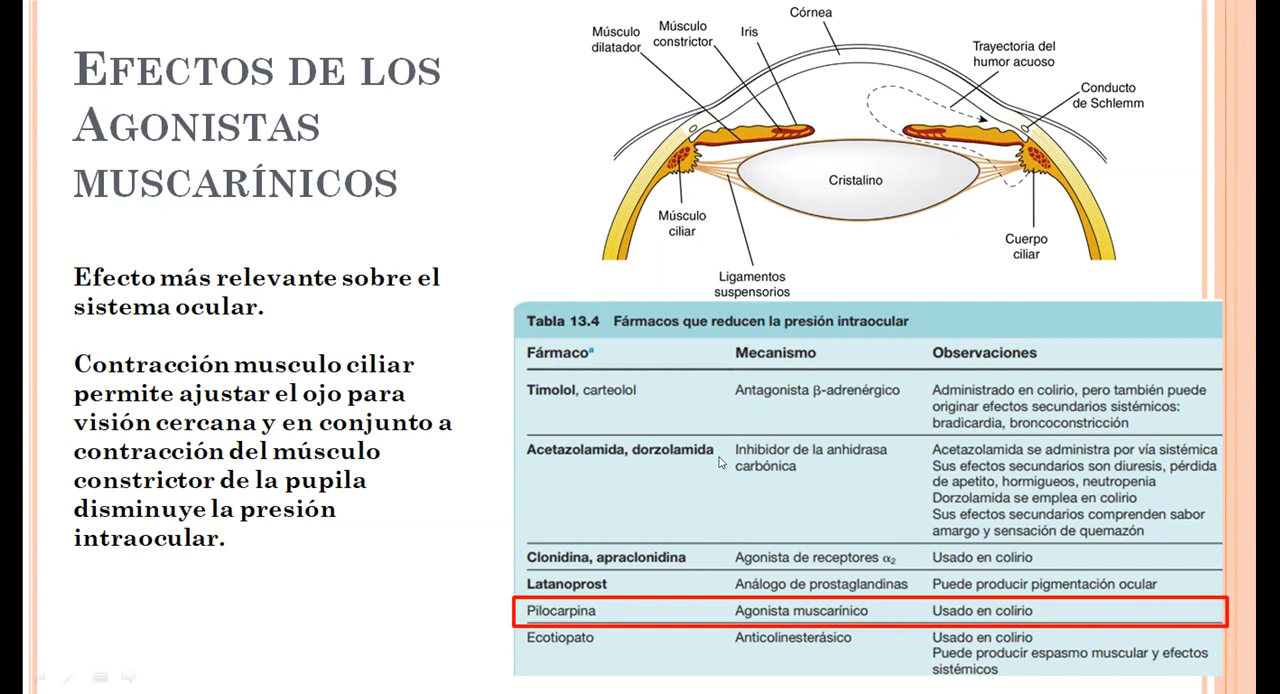 EFECTOS DE LOS
AGONISTAS
MUSCARÍNICOS
Efecto más relevante sobre el
sistema ocular.
Contracción musculo ciliar
permite ajustar el ojo para
visión cercana y en conjunto a
contracción del músculo
constrictor de la pupila
disminuye la presión
intraocular.
Córnea
Músculo
dilatador
Músculo
constrictor
Iris
Trayectoria del
humor acuoso
Conducto
de Schlemm
Cristalino
Músculo
ciliar
Cuerpo
ciliar
Ligamentos
suspensorios
Tabla 13.4 Fármacos que reducen la presión intraocular
Fármacoᵃ Mecanismo Observaciones
Timolol, carteolol Antagonista β-adrenérgico Administrado en colirio, pero también puede
originar efectos secundarios sistémicos:
bradicardia, broncoconstricción
Acetazolamida, dorzolamida Inhibidor de la anhidrasa Acetazolamida se administra por vía sistémica
carbónica Sus efectos secundarios son diuresis, pérdida
de apetito, hormigueos, neutropenia
Dorzolamida se emplea en colirio
Sus efectos secundarios comprenden sabor
amargo y sensación de quemazón
Clonidina, apraclonidina Agonista de receptores α₂ Usado en colirio
Latanoprost Análogo de prostaglandinas Puede producir pigmentación ocular
Pilocarpina Agonista muscarínico Usado en colirio
Ecotiopato Anticolinesterásico Usado en colirio
Puede producir espasmo muscular y efectos
sistémicos